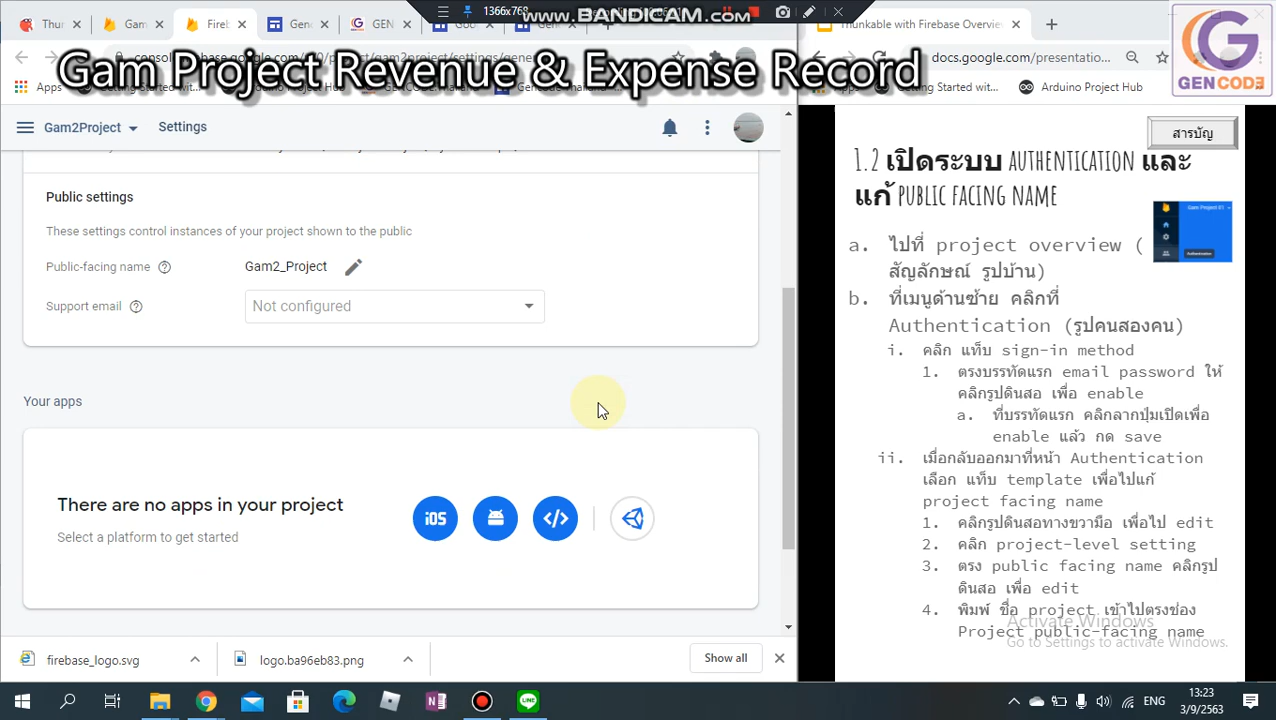 1366x768
www.BANDICAM.com
Thunkable with Firebase Overvie
Gam Project Revenue & Expense Record
docs.google.com/presentatio...
Apps
Arduino Project Hub
GENCODE
Gam2Project
Settings
Public settings
These settings control instances of your project shown to the public
Public-facing name
Gam2_Project
Support email
Not configured
Your apps
There are no apps in your project
iOS
Select a platform to get started
firebase_logo.svg
logo.ba96eb83.png
Show all
สารบัญ
1.2 เปิดระบบ AUTHENTICATION และ
แก้ PUBLIC FACING NAME
a. ไปที่ project overview (
สัญลักษณ์ รูปบ้าน)
b. ที่เมนูด้านซ้าย คลิกที่
Authentication (รูปคนสองคน)
i. คลิก แท็บ sign-in method
1. ตรงบรรทัดแรก email password ให้
คลิกรูปดินสอ เพื่อ enable
a. ที่บรรทัดแรก คลิกลากปุ่มเปิดเพื่อ
enable แล้ว กด save
ii. เมื่อกลับออกมาที่หน้า Authentication
เลือก แท็บ template เพื่อไปแก้
project facing name
1. คลิกรูปดินสอทางขวามือ เพื่อไป edit
2. คลิก project-level setting
3. ตรง public facing name คลิกรูป
ดินสอ เพื่อ edit
4. พิมพ์ ชื่อ project เข้าไปตรงช่อง
Project public-facing name
Activate Windows
Go to Settings to activate Windows.
ENG
13:23
3/9/2563